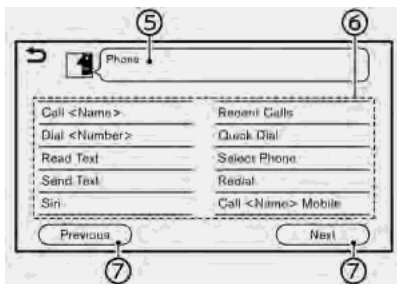 5 6
Phone
Call <Name> Recent Calls
Dial <Number> Quick Dial
Read Text Select Phone
Send Text Redial
Siri Call <Name> Mobile
Previous Next
7 7